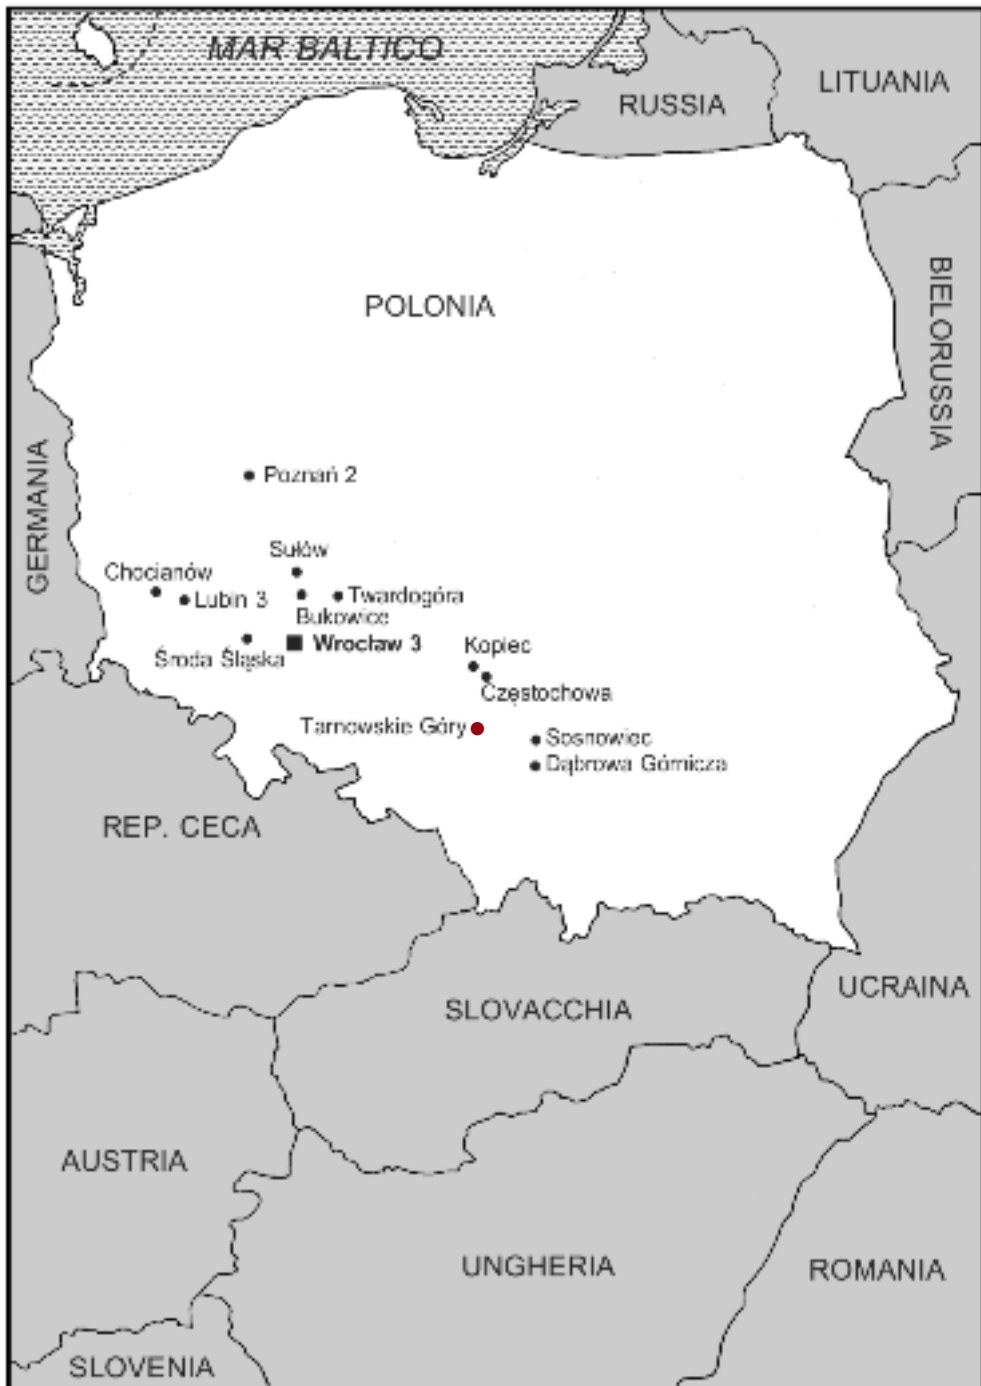 MAR BALTICO
LITUANIA
RUSSIA
BIELORUSSIA
POLONIA
GERMANIA
Poznań 2
Sułów
Chocianów
Lubin 3
Twardogóra
Bukowice
Środa Śląska
Wrocław 3
Kopiec
Częstochowa
Tarnowskie Góry
Sosnowiec
Dąbrowa Górnicza
REP. CECA
UCRAINA
SLOVACCHIA
AUSTRIA
UNGHERIA
ROMANIA
SLOVENIA